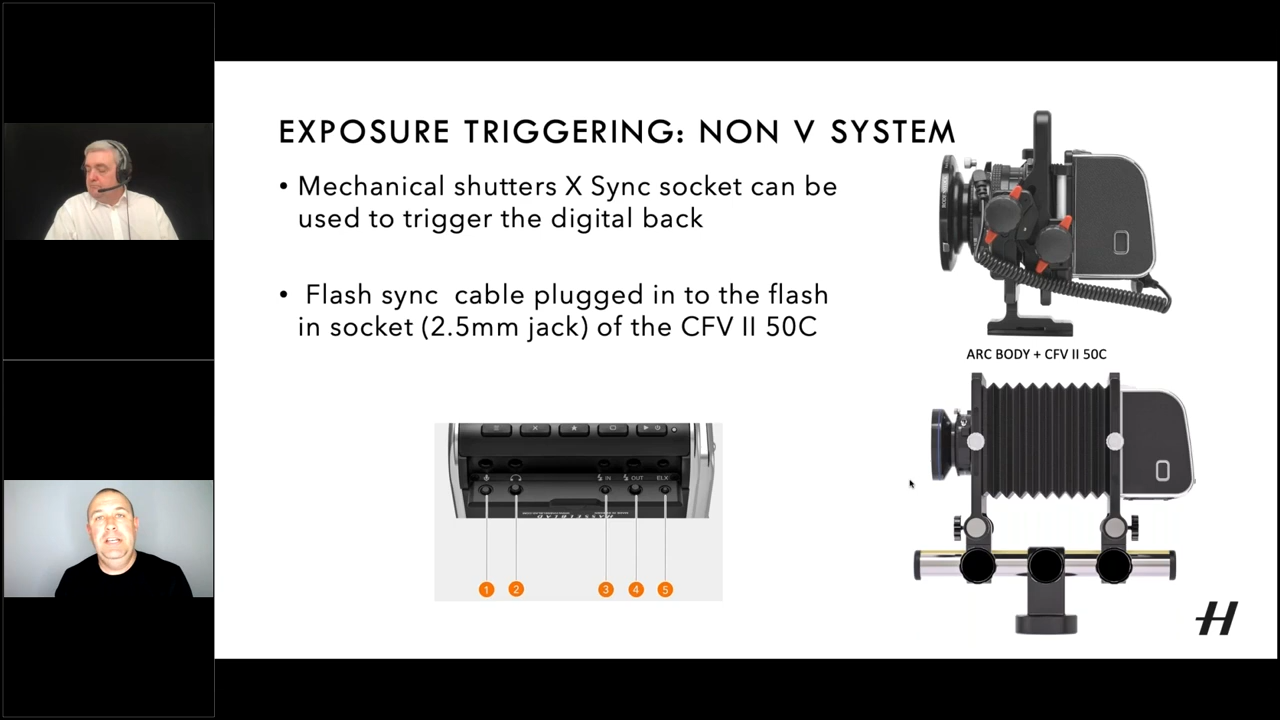 EXPOSURE TRIGGERING: NON V SYSTEM
• Mechanical shutters X Sync socket can be
used to trigger the digital back
• Flash sync cable plugged in to the flash
in socket (2.5mm jack) of the CFV II 50C
ARC BODY + CFV II 50C
IN OUT ELX
HASSELBLAD
1 2 3 4 5
H